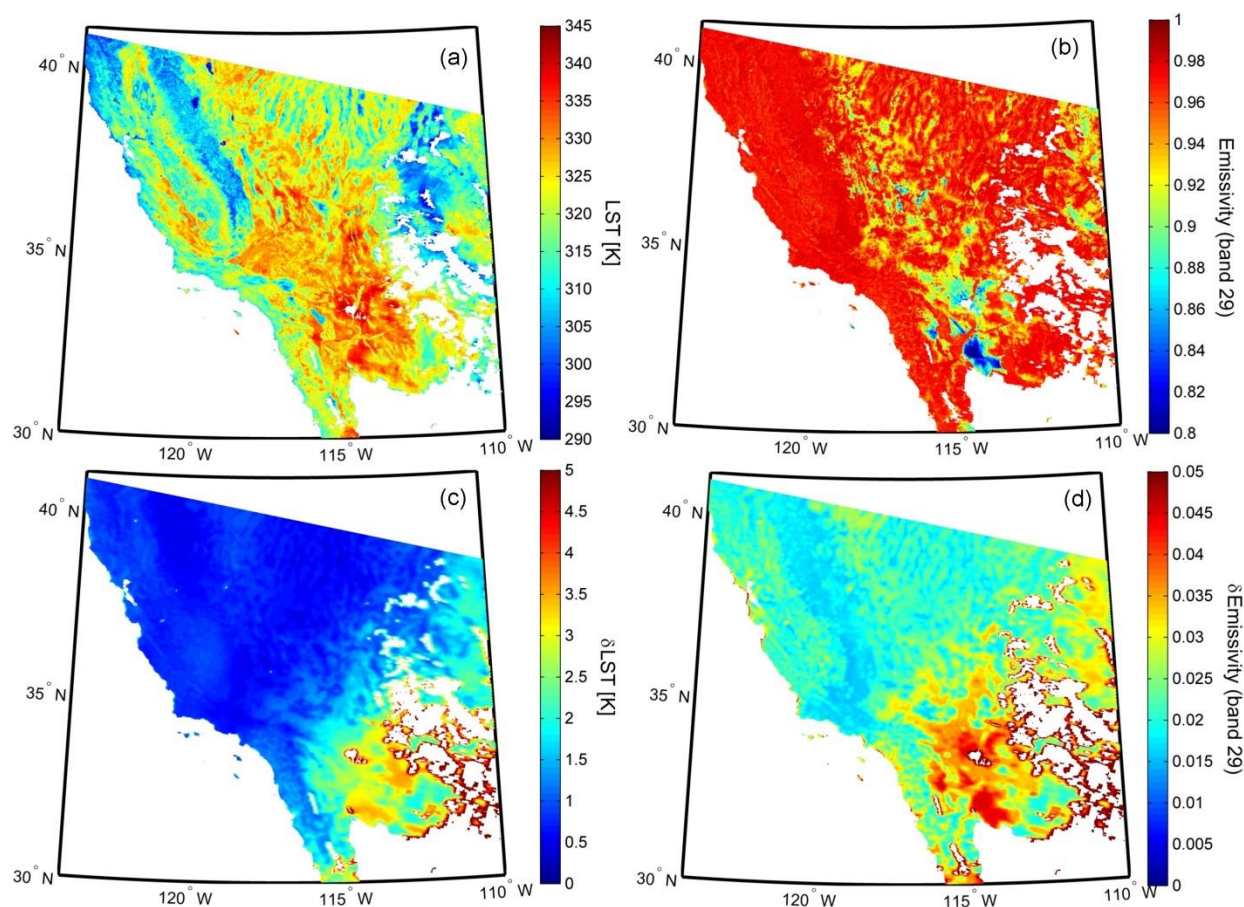 (a)
40° N
35° N
30° N
120° W
115° W
110° W
345
340
335
330
325
320
315
310
305
300
295
290
LST [K]
(b)
40° N
35° N
30° N
120° W
115° W
110° W
1
0.98
0.96
0.94
0.92
0.9
0.88
0.86
0.84
0.82
0.8
Emissivity (band 29)
(c)
40° N
35° N
30° N
120° W
115° W
110° W
5
4.5
4
3.5
3
2.5
2
1.5
1
0.5
0
δLST [K]
(d)
40° N
35° N
30° N
120° W
115° W
110° W
0.05
0.045
0.04
0.035
0.03
0.025
0.02
0.015
0.01
0.005
0
δEmissivity (band 29)